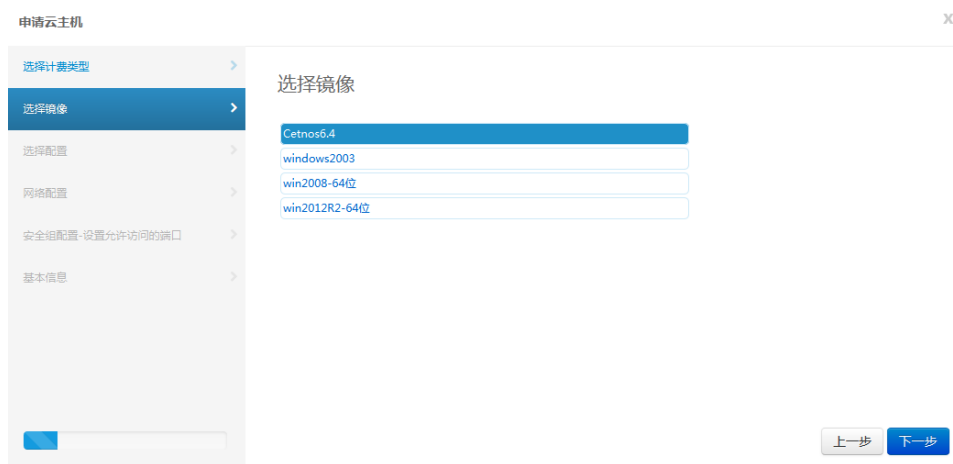 申请云主机
X
选择计费类型
选择镜像
选择配置
网络配置
安全组配置-设置允许访问的端口
基本信息
选择镜像
Cetnos6.4
windows2003
win2008-64位
win2012R2-64位
上一步
下一步